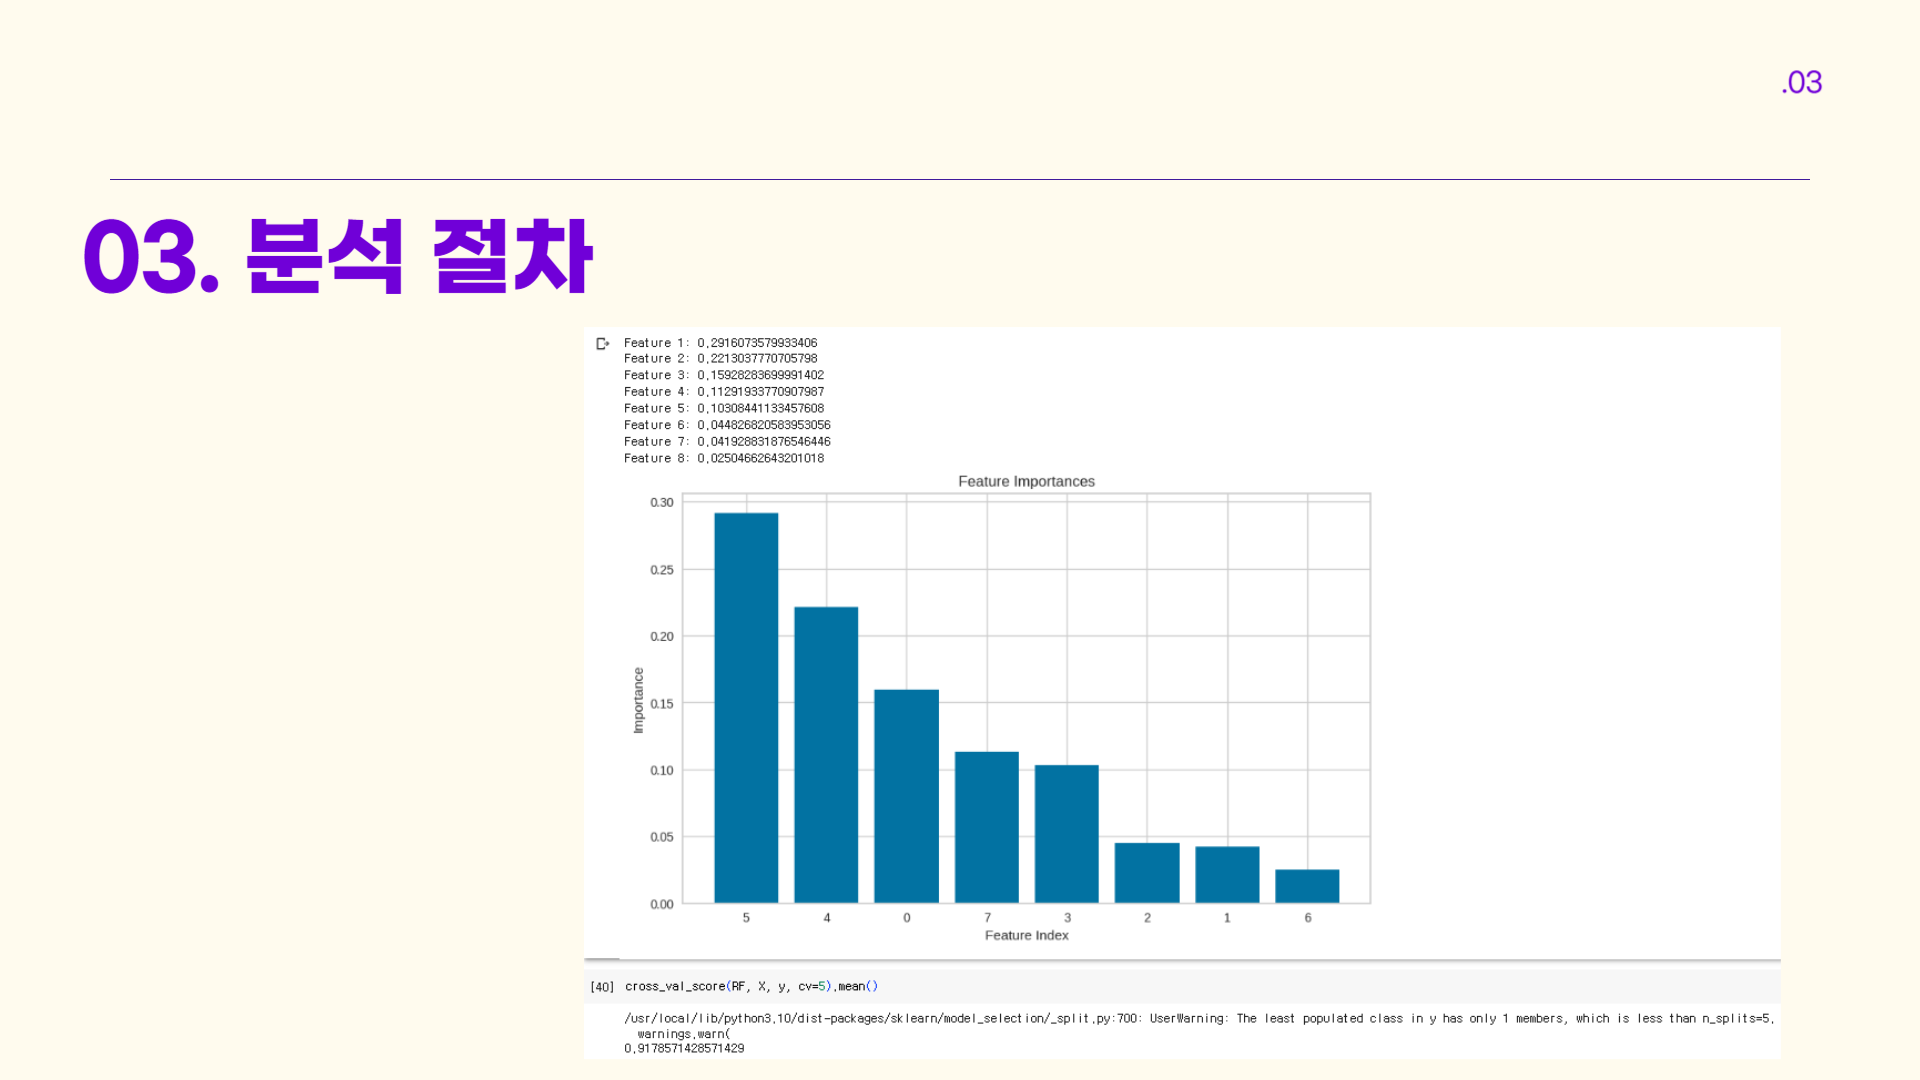 .03
03. 분석 절차
Feature 1: 0.2916073579933406
Feature 2: 0.2213037770705798
Feature 3: 0.15928283699991402
Feature 4: 0.11291933770907987
Feature 5: 0.10308441133457608
Feature 6: 0.044826820583953056
Feature 7: 0.041928831876546446
Feature 8: 0.02504662643201018
Feature Importances
0.30
0.25
0.20
0.15
0.10
0.05
0.00
Importance
5 4 0 7 3 2 1 6
Feature Index
[40] cross_val_score(RF, X, y, cv=5).mean()
/usr/local/lib/python3.10/dist-packages/sklearn/model_selection/_split.py:700: UserWarning: The least populated class in y has only 1 members, which is less than n_splits=5.
warnings.warn(
0.9178571428571429